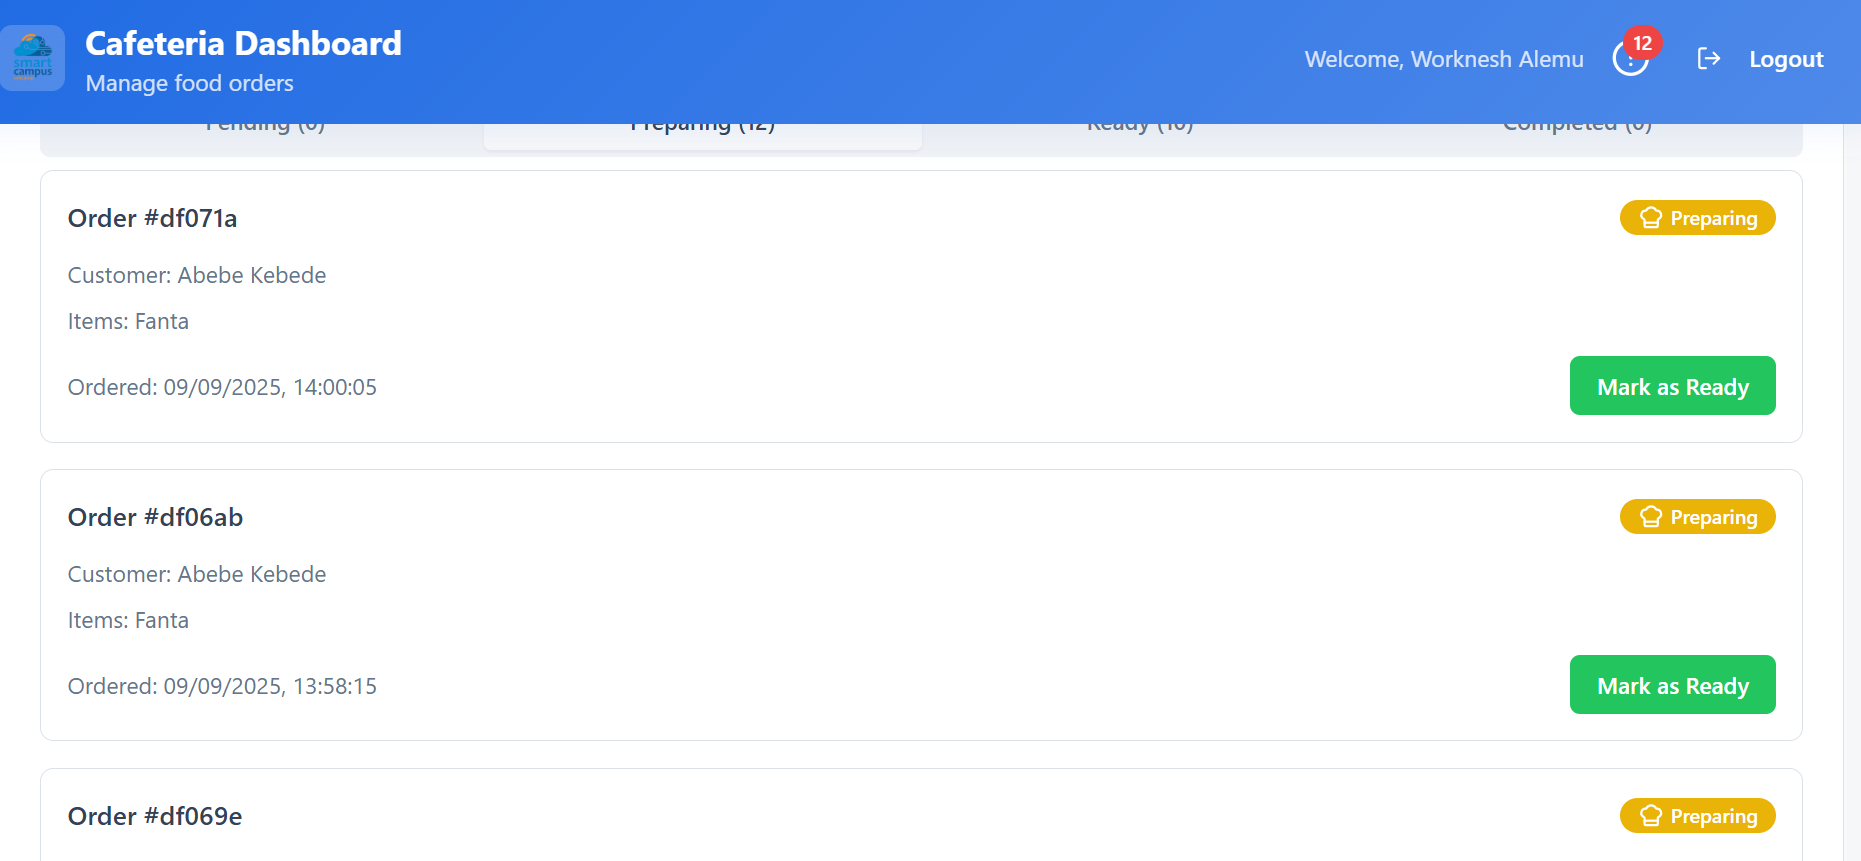 smart
campus
Cafeteria Dashboard
Manage food orders
Welcome, Worknesh Alemu
12
Logout
Pending (0)
Preparing (12)
Ready (10)
Completed (0)
Order #df071a
Preparing
Customer: Abebe Kebede
Items: Fanta
Ordered: 09/09/2025, 14:00:05
Mark as Ready
Order #df06ab
Preparing
Customer: Abebe Kebede
Items: Fanta
Ordered: 09/09/2025, 13:58:15
Mark as Ready
Order #df069e
Preparing